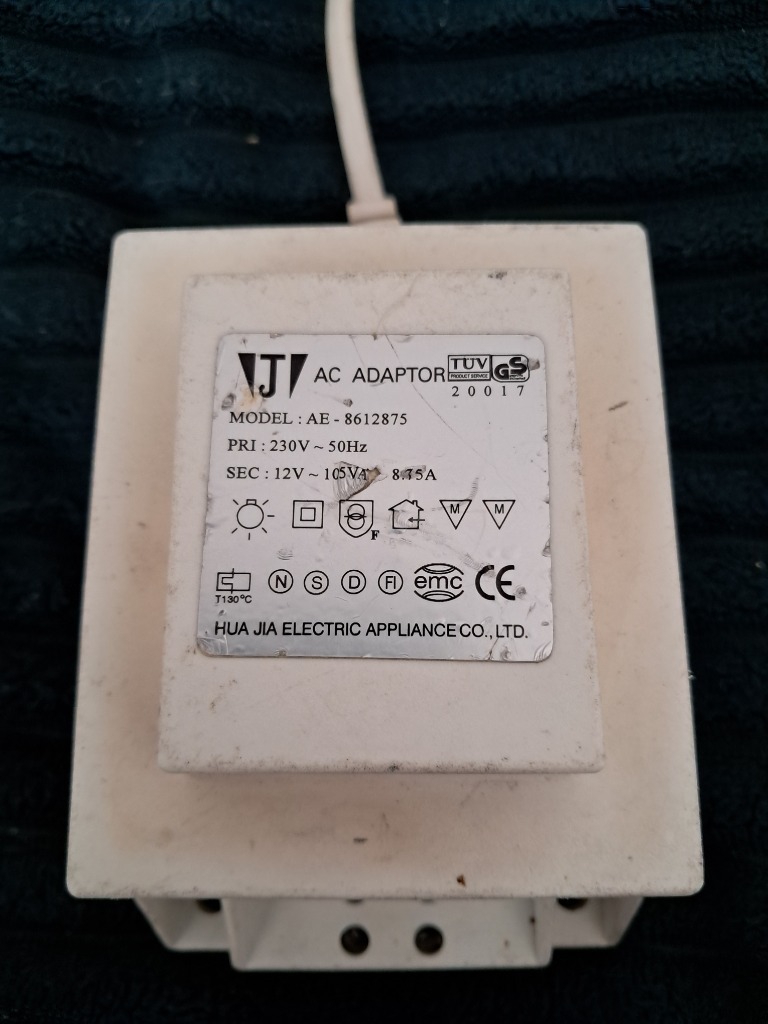 J AC ADAPTOR TÜV PRODUCT SERVICE GS
20017
MODEL : AE - 8612875
PRI : 230V ~ 50Hz
SEC : 12V ~ 105VA 8.75A
F M M
T130°C N S D FI emc CE
HUA JIA ELECTRIC APPLIANCE CO., LTD.